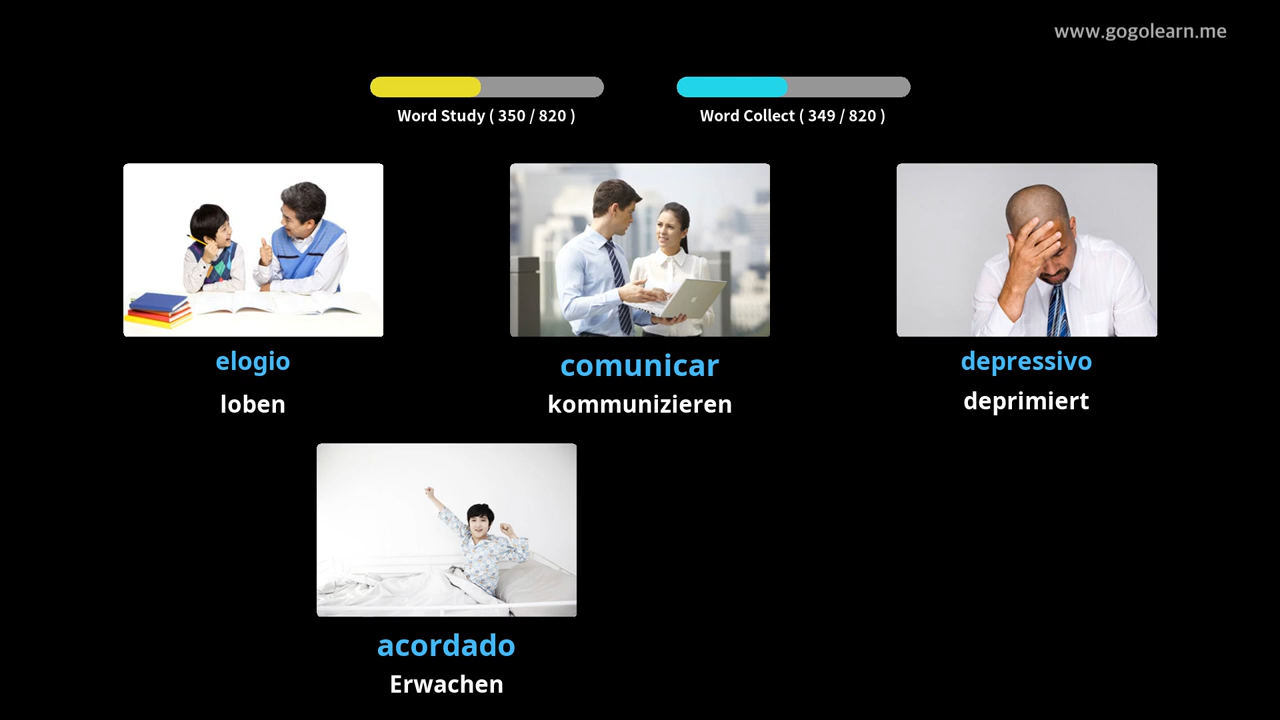 www.gogolearn.me
Word Study ( 350 / 820 )
Word Collect ( 349 / 820 )
elogio
loben
comunicar
kommunizieren
depressivo
deprimiert
acordado
Erwachen